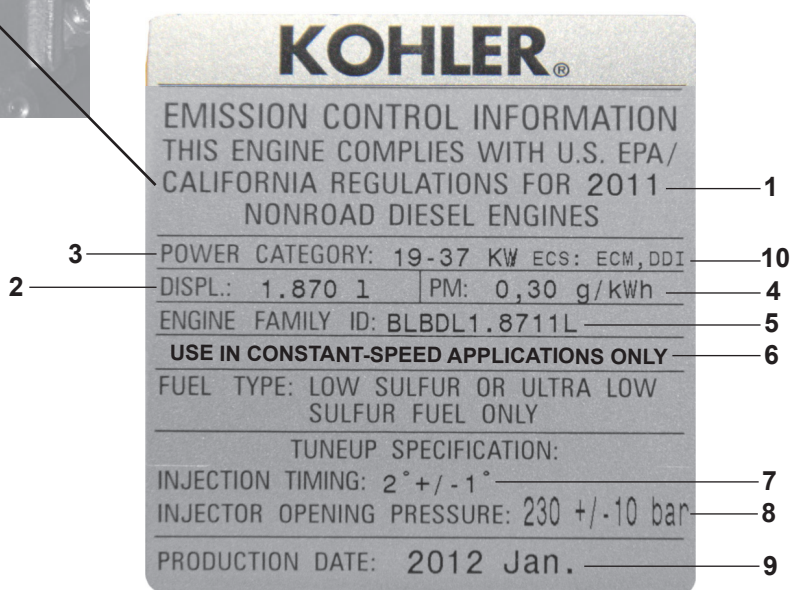 KOHLER®
EMISSION CONTROL INFORMATION
THIS ENGINE COMPLIES WITH U.S. EPA/
CALIFORNIA REGULATIONS FOR 2011 1
NONROAD DIESEL ENGINES
3 POWER CATEGORY: 19-37 KW ECS: ECM,DDI 10
2 DISPL.: 1.870 l PM: 0,30 g/kWh 4
ENGINE FAMILY ID: BLBDL1.8711L 5
USE IN CONSTANT-SPEED APPLICATIONS ONLY 6
FUEL TYPE: LOW SULFUR OR ULTRA LOW
SULFUR FUEL ONLY
TUNEUP SPECIFICATION:
INJECTION TIMING: 2°+/-1° 7
INJECTOR OPENING PRESSURE: 230 +/-10 bar 8
PRODUCTION DATE: 2012 Jan. 9